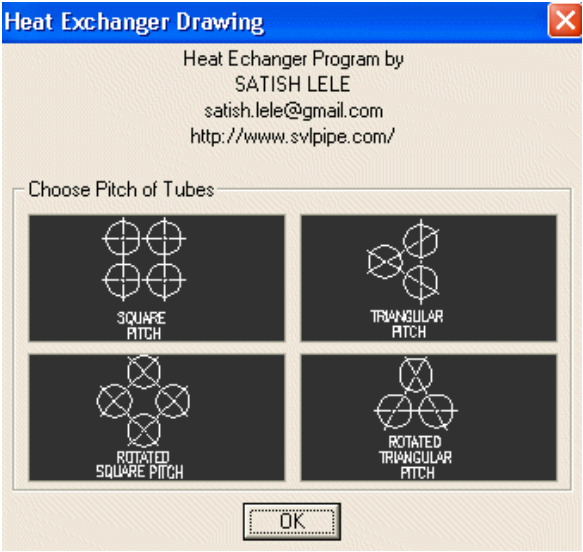 Heat Exchanger Drawing
Heat Echanger Program by
SATISH LELE
satish.lele@gmail.com
http://www.svlpipe.com/
Choose Pitch of Tubes
SQUARE
PITCH
TRIANGULAR
PITCH
ROTATED
SQUARE PITCH
ROTATED
TRIANGULAR
PITCH
OK